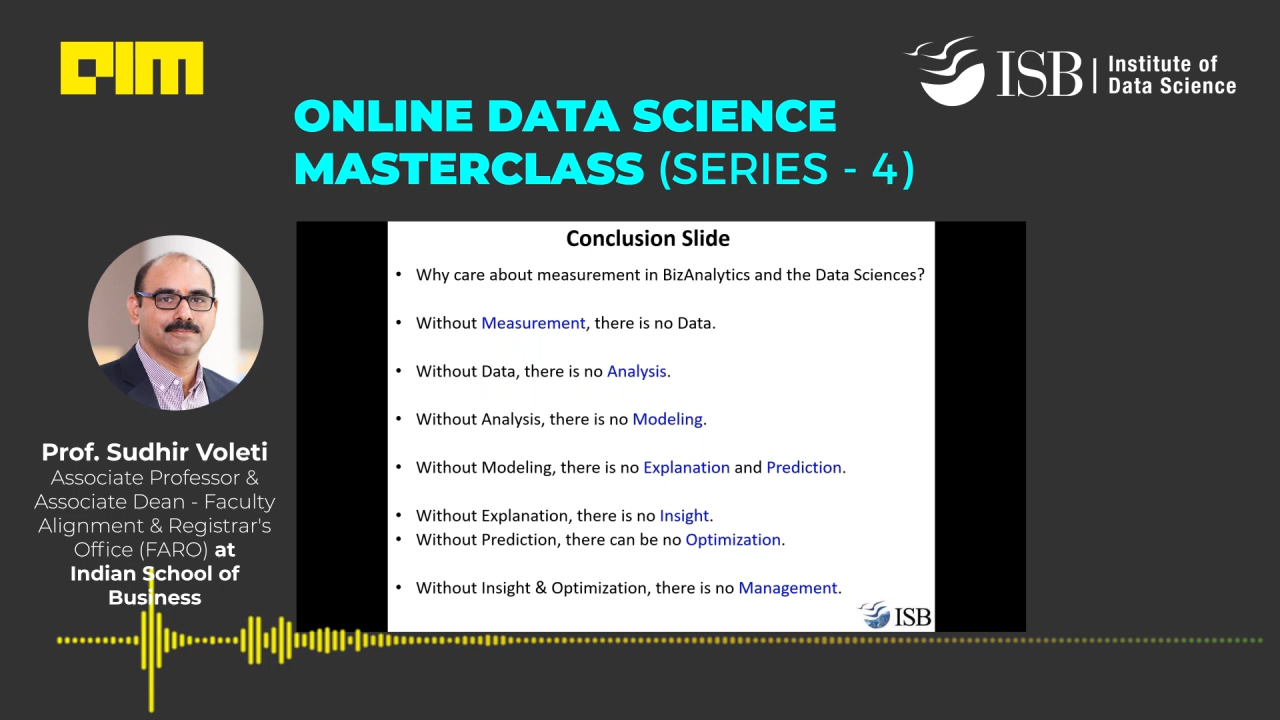 AIM
ISB
Institute of
Data Science
ONLINE DATA SCIENCE
MASTERCLASS (SERIES - 4)
Conclusion Slide
• Why care about measurement in BizAnalytics and the Data Sciences?
• Without Measurement, there is no Data.
• Without Data, there is no Analysis.
• Without Analysis, there is no Modeling.
• Without Modeling, there is no Explanation and Prediction.
• Without Explanation, there is no Insight.
• Without Prediction, there can be no Optimization.
• Without Insight & Optimization, there is no Management.
ISB
Prof. Sudhir Voleti
Associate Professor &
Associate Dean - Faculty
Alignment & Registrar's
Office (FARO) at
Indian School of
Business